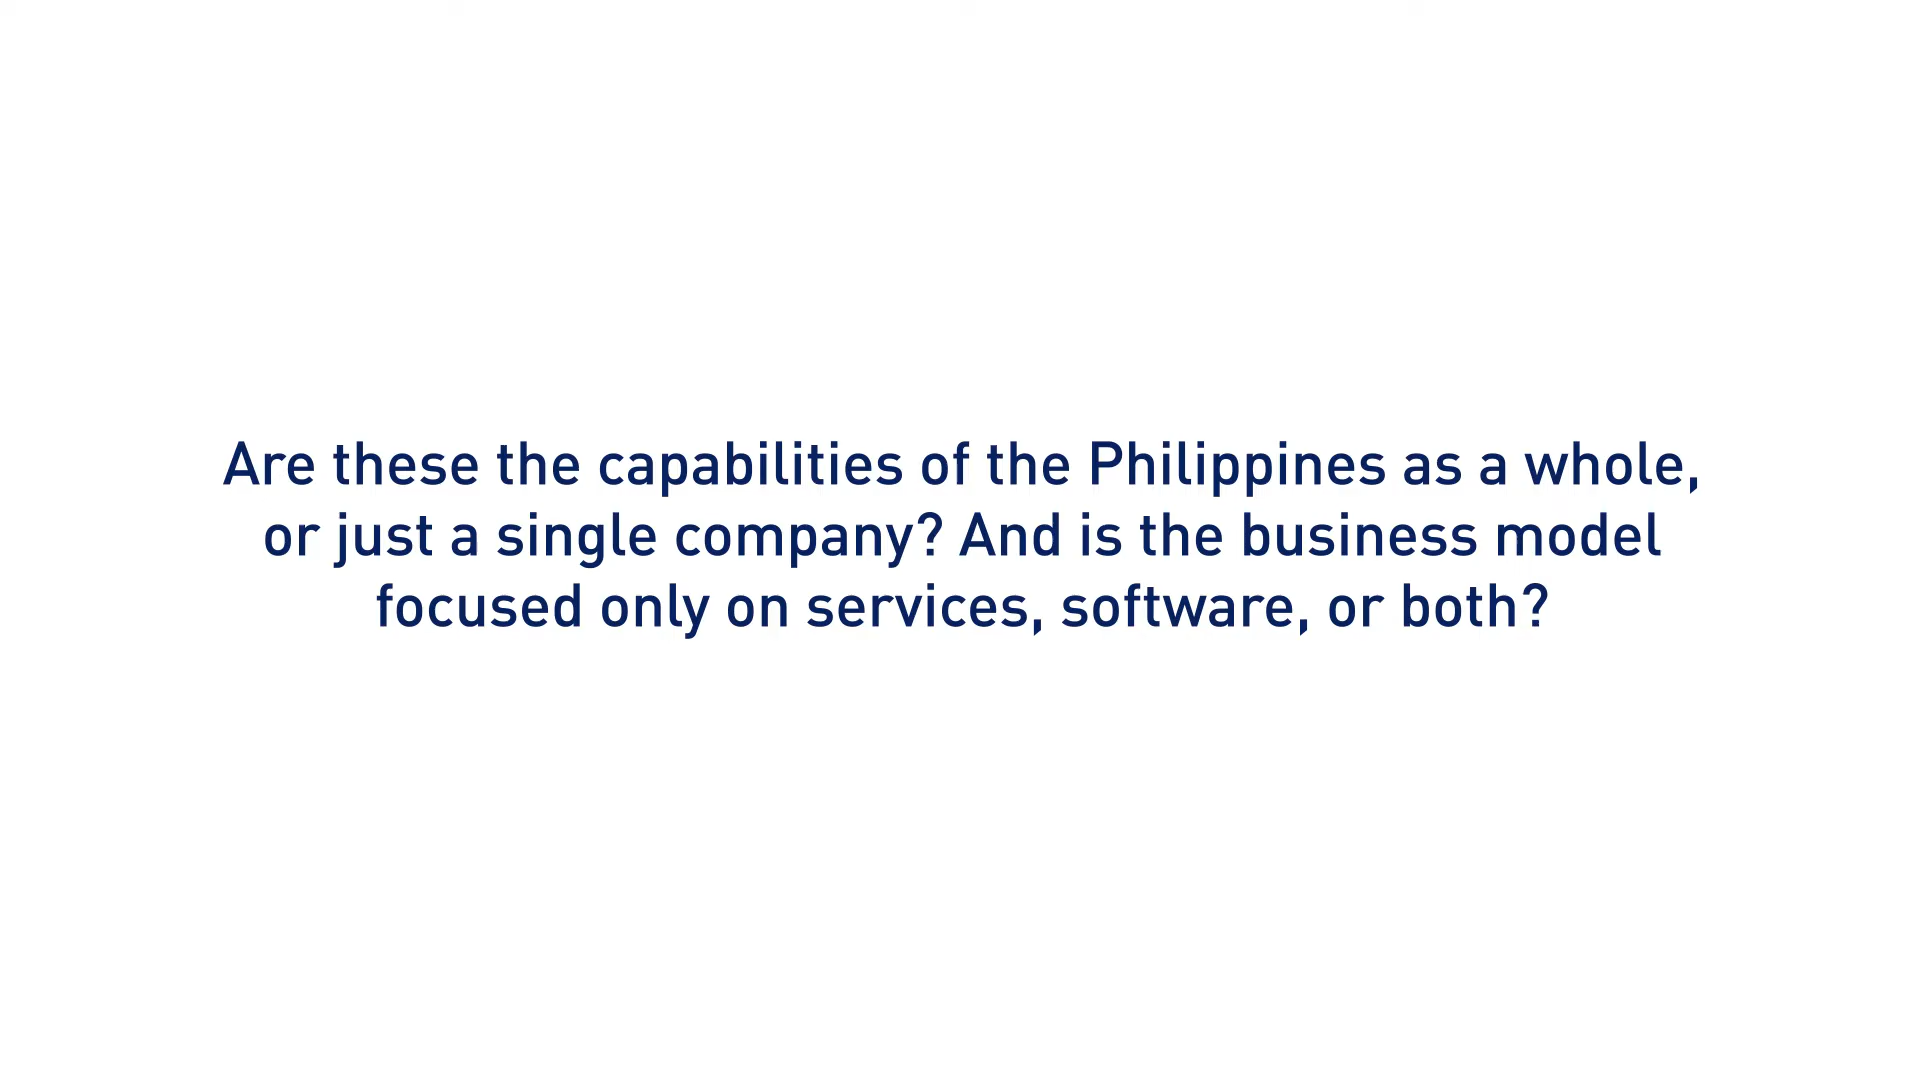 Are these the capabilities of the Philippines as a whole,
or just a single company? And is the business model
focused only on services, software, or both?